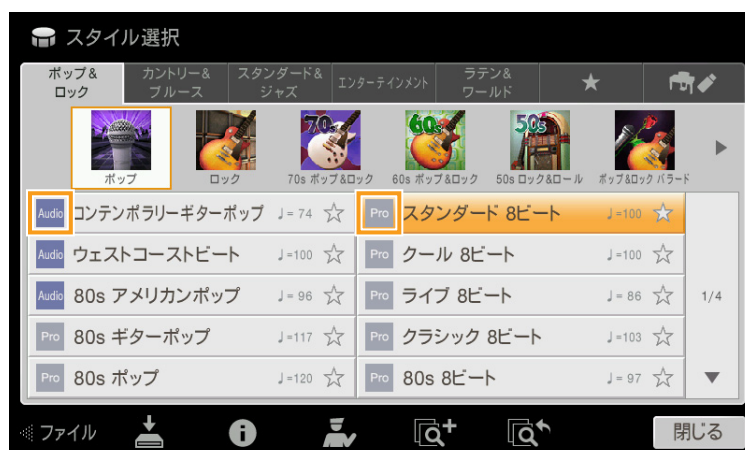 スタイル選択
ポップ&
ロック
カントリー&
ブルース
スタンダード&
ジャズ
エンターテインメント
ラテン&
ワールド
70s
60s
50s
ポップ
ロック
70s ポップ&ロック
60s ポップ&ロック
50s ロック&ロール
ポップ&ロック バラード
Audio コンテンポラリーギターポップ ♩= 74 ☆
Pro スタンダード 8ビート ♩=100 ☆
Audio ウェストコーストビート ♩=100 ☆
Pro クール 8ビート ♩=100 ☆
Audio 80s アメリカンポップ ♩= 96 ☆
Pro ライブ 8ビート ♩= 86 ☆
1/4
Pro 80s ギターポップ ♩=117 ☆
Pro クラシック 8ビート ♩=103 ☆
Pro 80s ポップ ♩=120 ☆
Pro 80s 8ビート ♩= 97 ☆
ファイル
閉じる